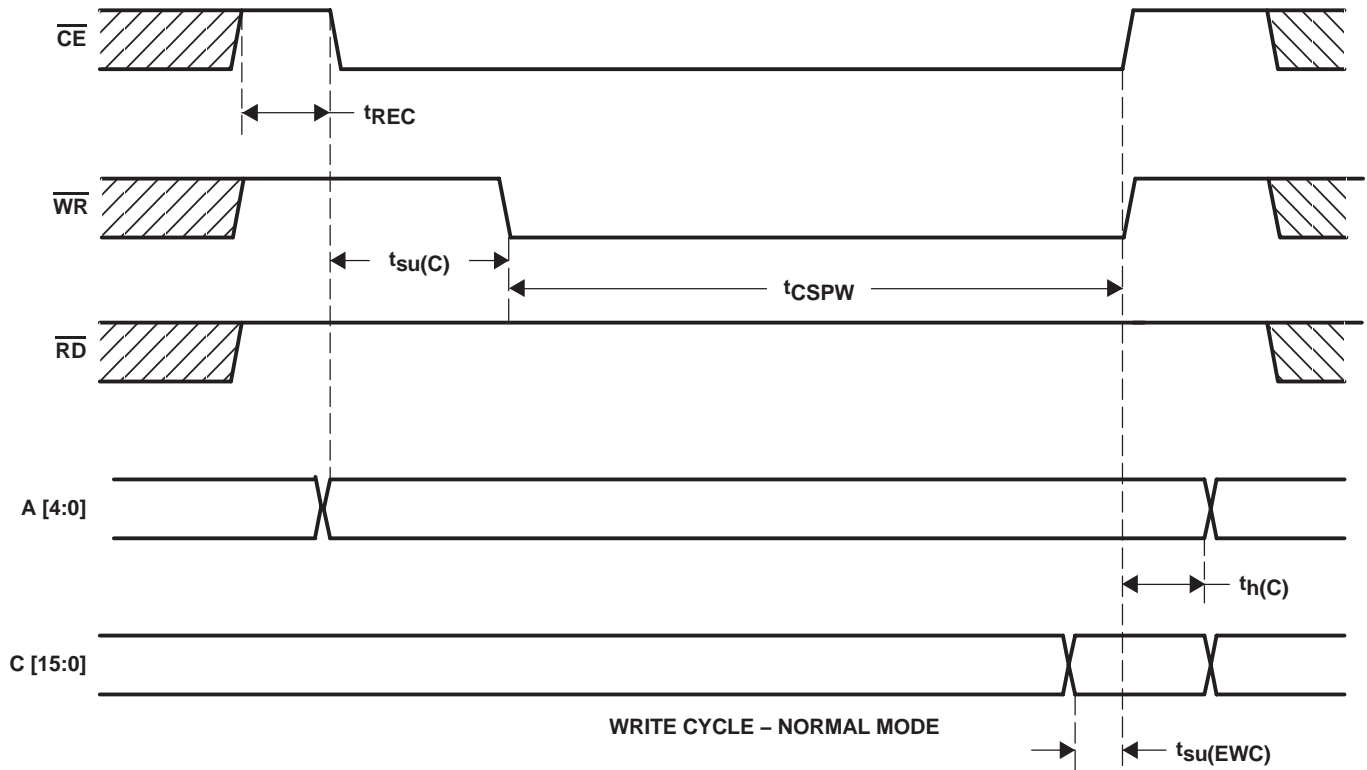 CE
tREC
WR
tsu(C)
tCSPW
RD
A [4:0]
th(C)
C [15:0]
WRITE CYCLE – NORMAL MODE
tsu(EWC)